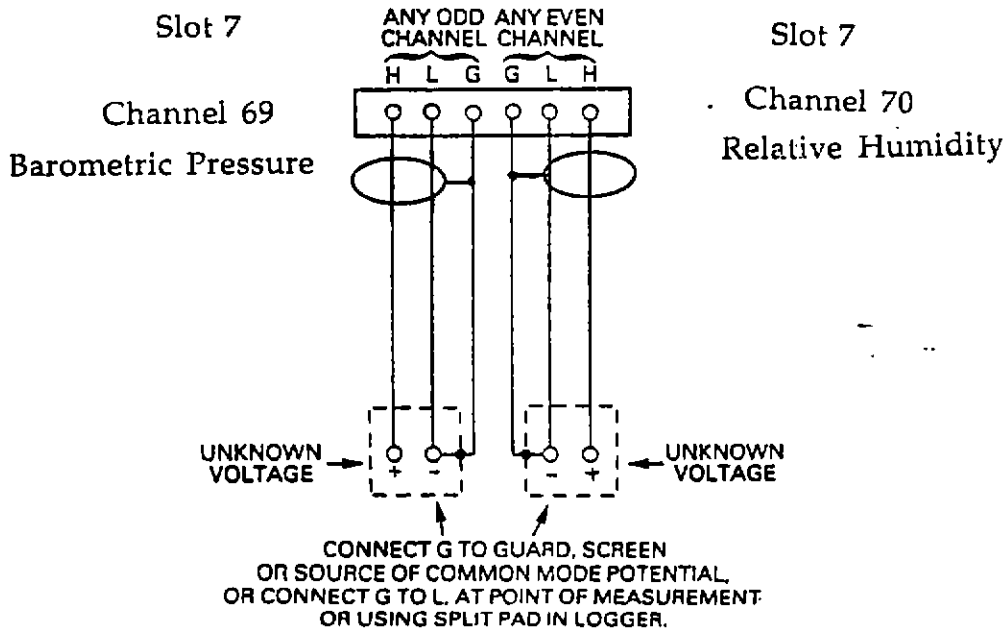 Slot 7
Channel 69
Barometric Pressure
ANY ODD ANY EVEN
CHANNEL CHANNEL
H L G G L H
Slot 7
Channel 70
Relative Humidity
UNKNOWN
VOLTAGE
+ -
- +
UNKNOWN
VOLTAGE
CONNECT G TO GUARD, SCREEN
OR SOURCE OF COMMON MODE POTENTIAL,
OR CONNECT G TO L, AT POINT OF MEASUREMENT
OR USING SPLIT PAD IN LOGGER.